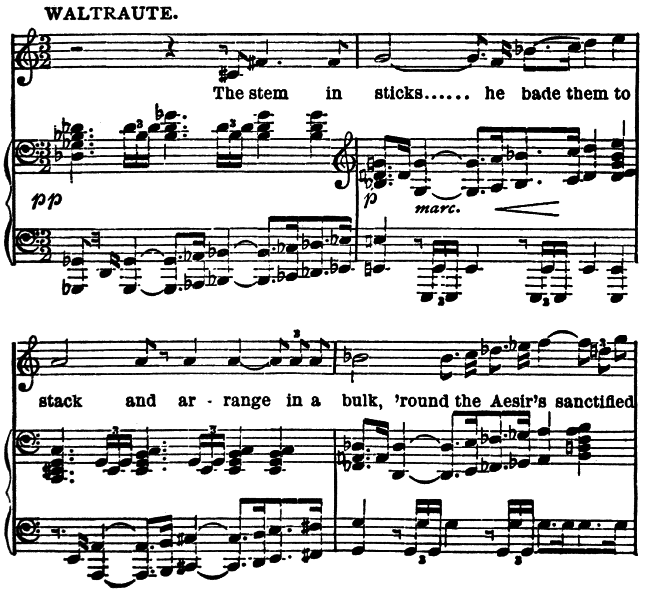 WALTRAUTE.
The stem in sticks...... he bade them to
pp
p marc.
stack and ar - range in a bulk, 'round the Aesir's sanctified